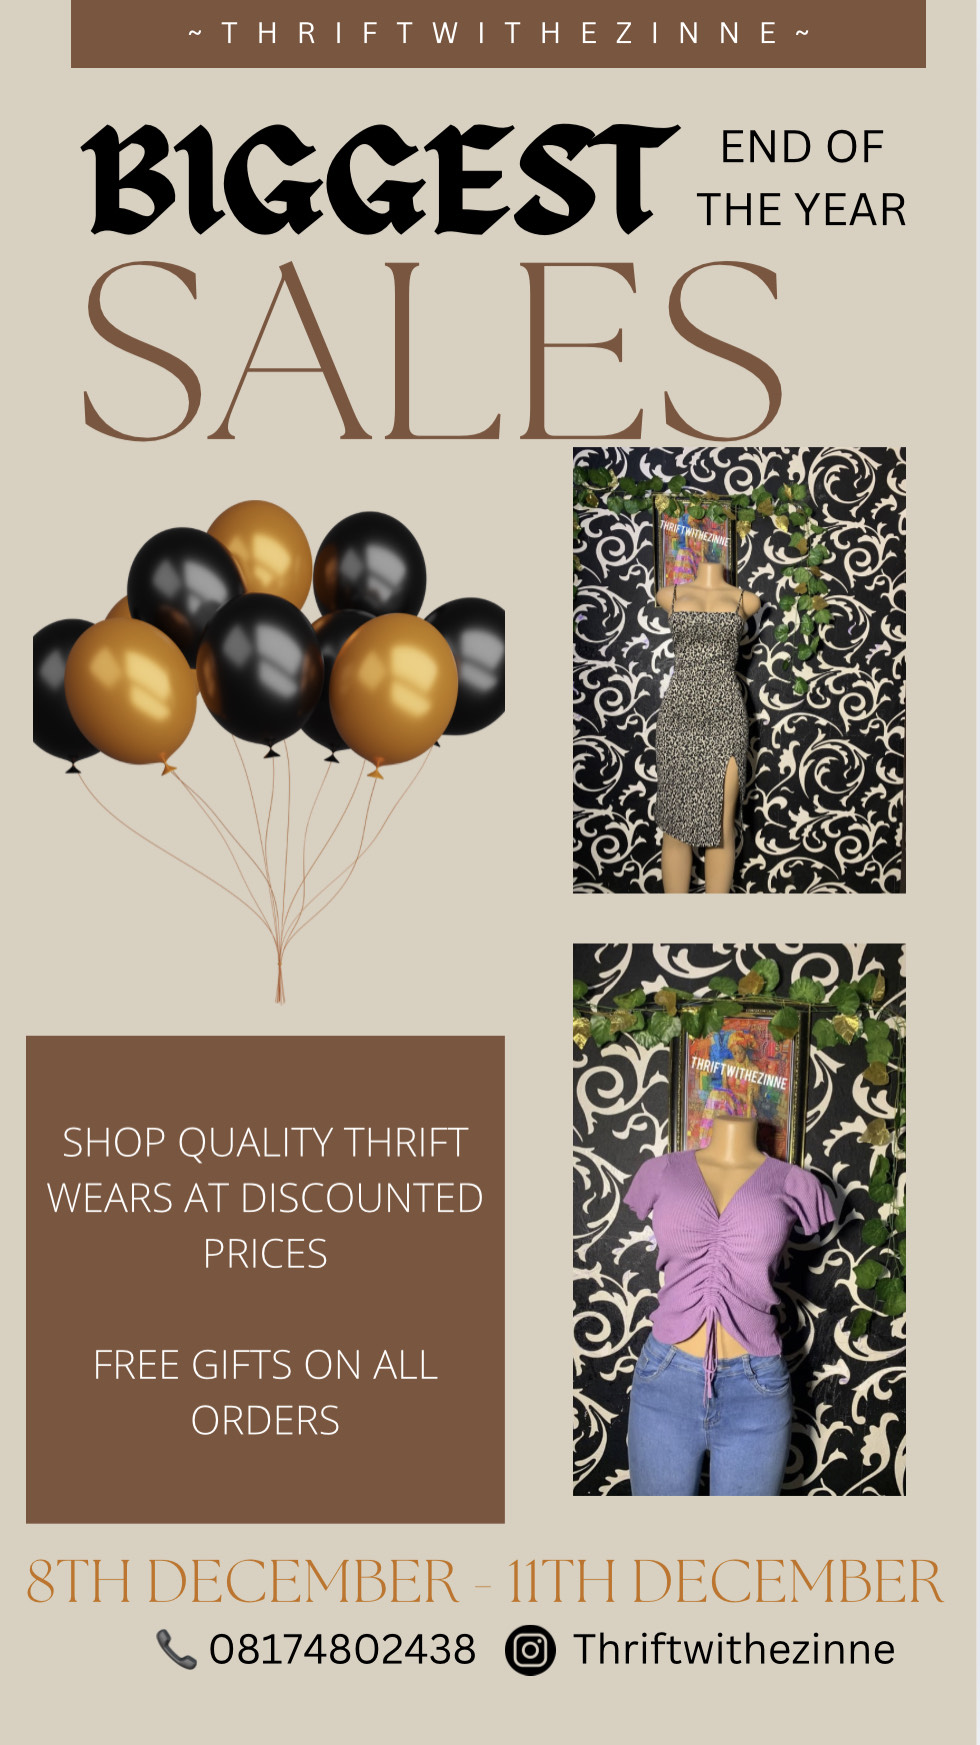 ~THRIFTWITHEZINNE~
BIGGEST
END OF
THE YEAR
SALES
THRIFTWITHEZINNE
THRIFTWITHEZINNE
SHOP QUALITY THRIFT
WEARS AT DISCOUNTED
PRICES
FREE GIFTS ON ALL
ORDERS
8TH DECEMBER - 11TH DECEMBER
08174802438
Thriftwithezinne